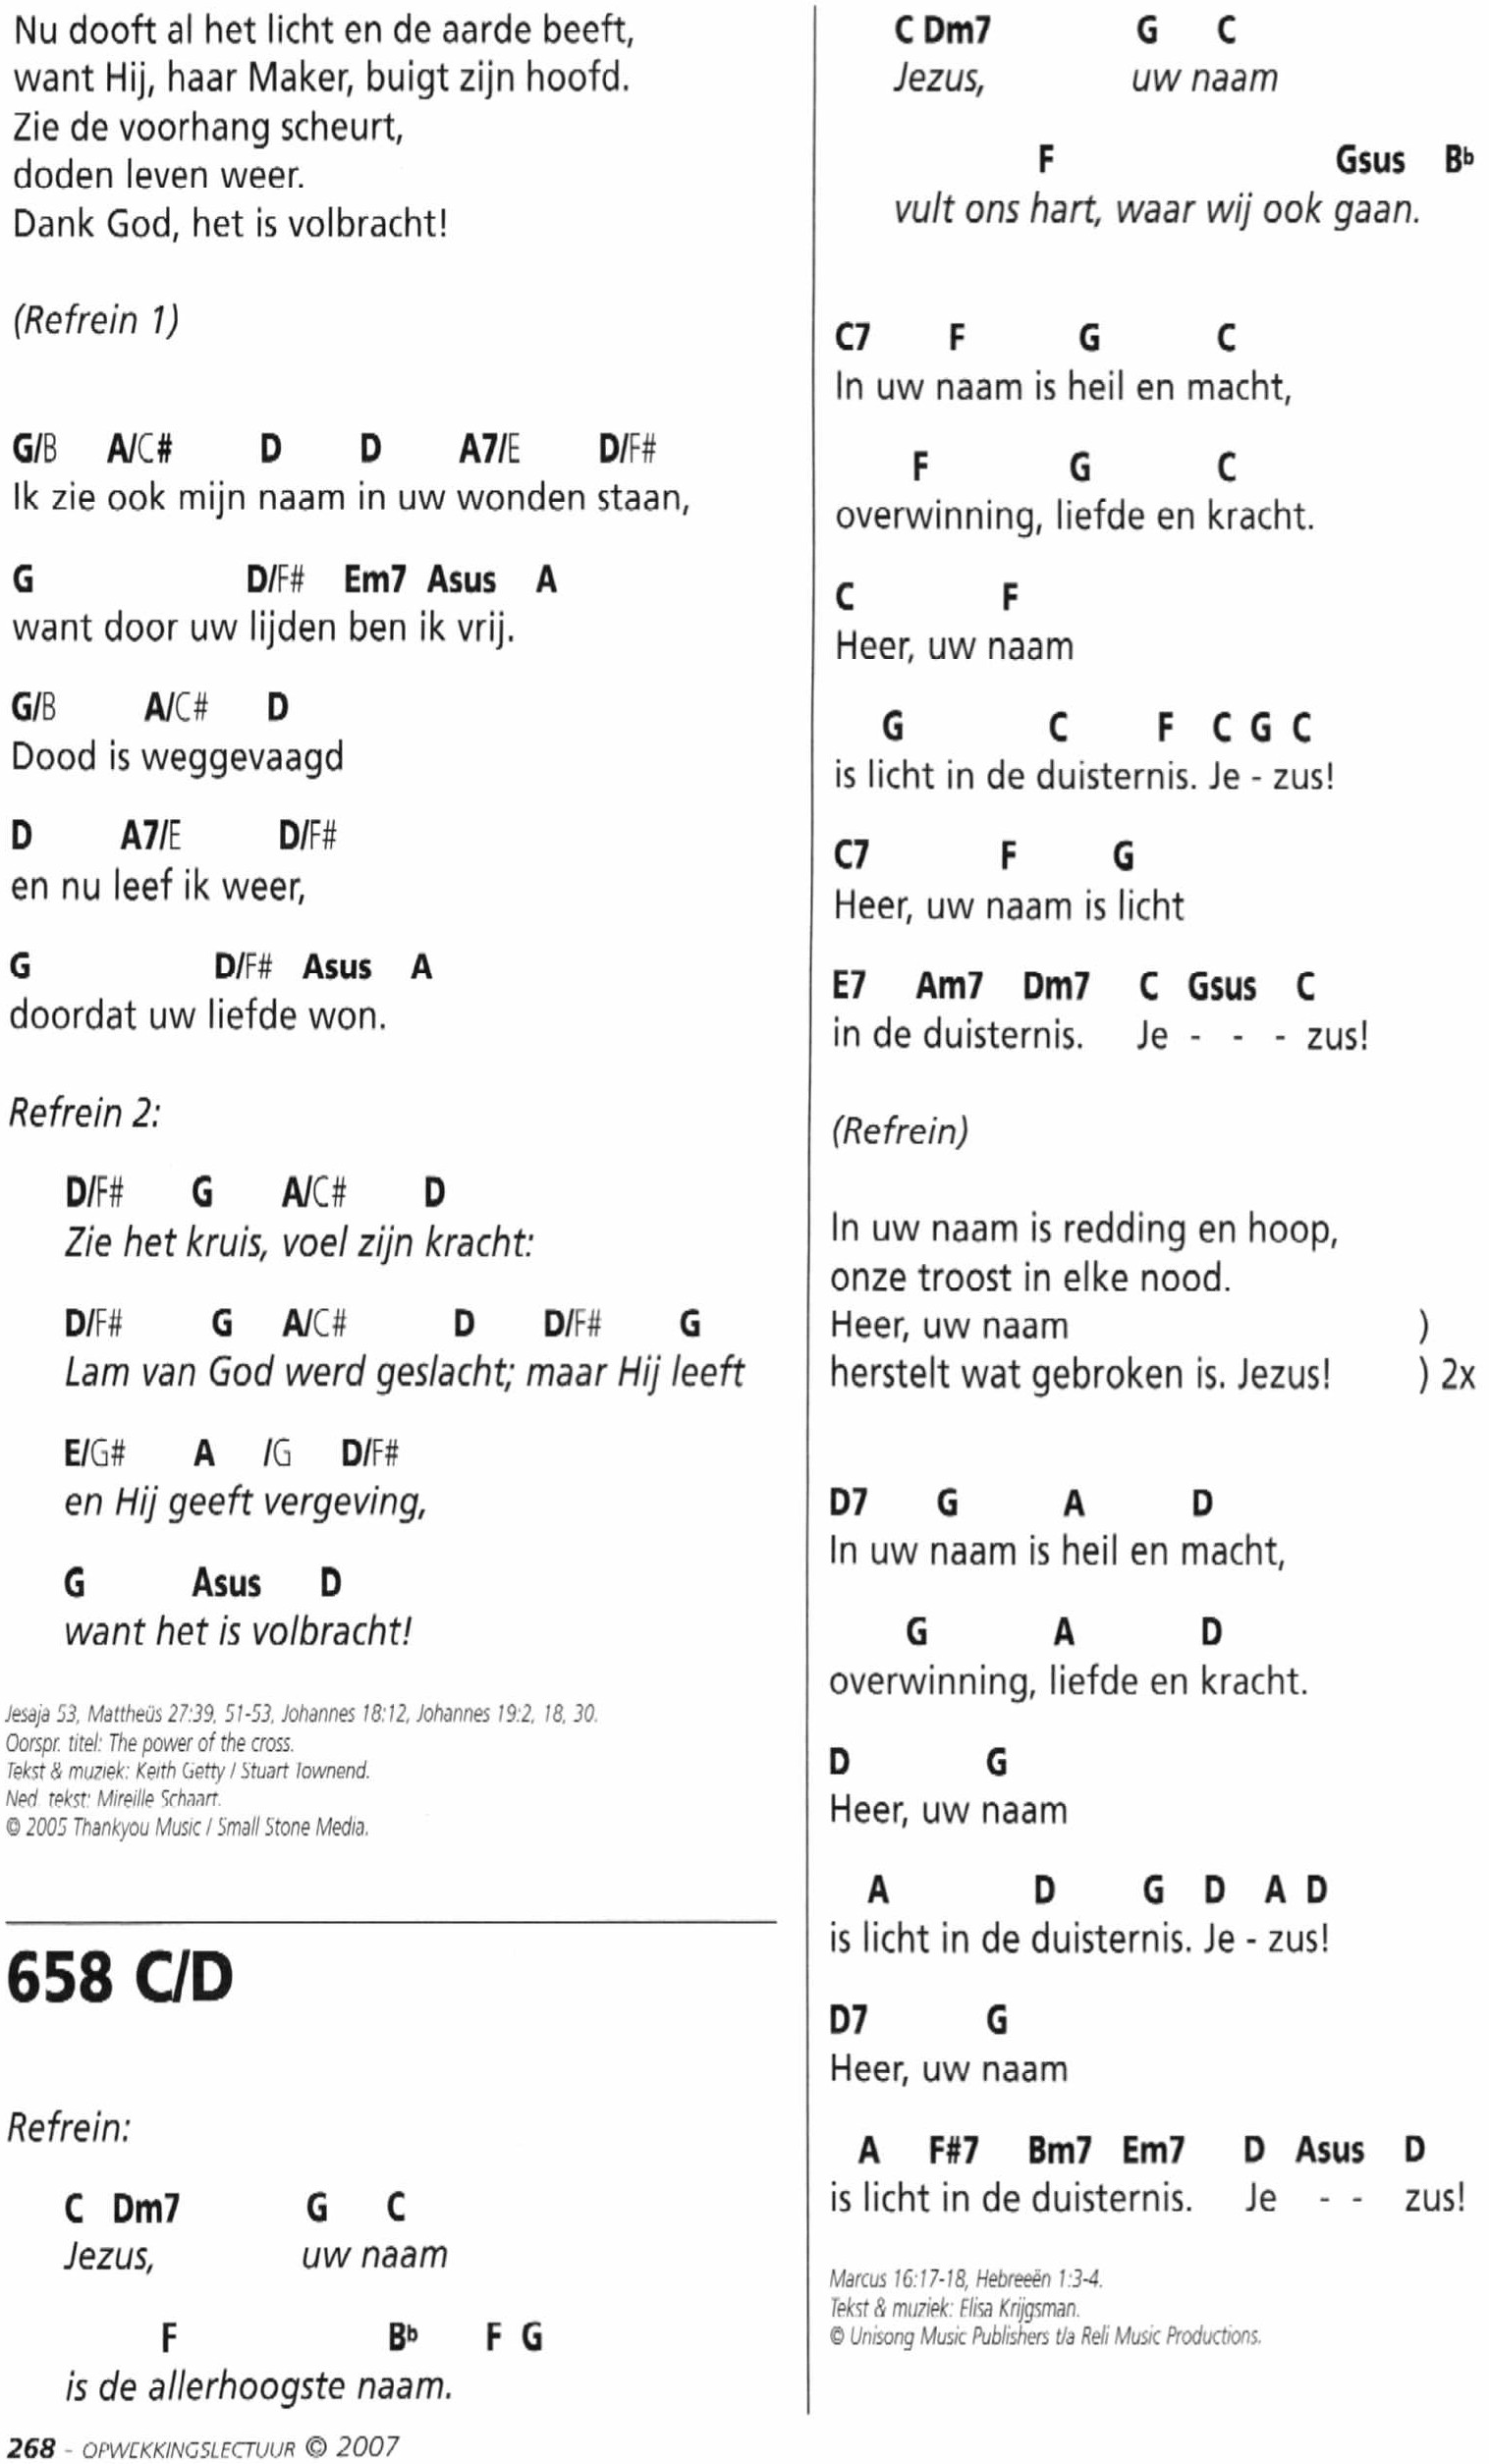 Nu dooft al het licht en de aarde beeft,
want Hij, haar Maker, buigt zijn hoofd.
Zie de voorhang scheurt,
doden leven weer.
Dank God, het is volbracht!
(Refrein 1)
G/B A/C# D D A7/E D/F#
Ik zie ook mijn naam in uw wonden staan,
G D/F# Em7 Asus A
want door uw lijden ben ik vrij.
G/B A/C# D
Dood is weggevaagd
D A7/E D/F#
en nu leef ik weer,
G D/F# Asus A
doordat uw liefde won.
Refrein 2:
D/F# G A/C# D
Zie het kruis, voel zijn kracht:
D/F# G A/C# D D/F# G
Lam van God werd geslacht; maar Hij leeft
E/G# A /G D/F#
en Hij geeft vergeving,
G Asus D
want het is volbracht!
Jesaja 53, Mattheüs 27:39, 51-53, Johannes 18:12, Johannes 19:2, 18, 30.
Oorspr. titel: The power of the cross.
Tekst & muziek: Keith Getty / Stuart Townend.
Ned. tekst: Mireille Schaart.
© 2005 Thankyou Music / Small Stone Media.
658 C/D
Refrein:
C Dm7 G C
Jezus, uw naam
F Bb F G
is de allerhoogste naam.
C Dm7 G C
Jezus, uw naam
F Gsus Bb
vult ons hart, waar wij ook gaan.
C7 F G C
In uw naam is heil en macht,
F G C
overwinning, liefde en kracht.
C F
Heer, uw naam
G C F C G C
is licht in de duisternis. Je - zus!
C7 F G
Heer, uw naam is licht
E7 Am7 Dm7 C Gsus C
in de duisternis. Je - - - zus!
(Refrein)
In uw naam is redding en hoop,
onze troost in elke nood.
Heer, uw naam )
herstelt wat gebroken is. Jezus! ) 2x
D7 G A D
In uw naam is heil en macht,
G A D
overwinning, liefde en kracht.
D G
Heer, uw naam
A D G D A D
is licht in de duisternis. Je - zus!
D7 G
Heer, uw naam
A F#7 Bm7 Em7 D Asus D
is licht in de duisternis. Je - - zus!
Marcus 16:17-18, Hebreeën 1:3-4.
Tekst & muziek: Elisa Krijgsman.
© Unisong Music Publishers t/a Reli Music Productions.
268 - OPWEKKINGSLECTUUR © 2007